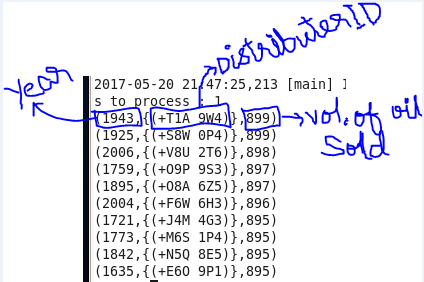 DistributerID
Year
2017-05-20 21:47:25,213 [main] I
s to process : 1
(1943,{(+T1A 9W4)},899)
vol. of oil
Sold
(1925,{(+S8W 0P4)},899)
(2006,{(+V8U 2T6)},898)
(1759,{(+O9P 9S3)},897)
(1895,{(+O8A 6Z5)},897)
(2004,{(+F6W 6H3)},896)
(1721,{(+J4M 4G3)},895)
(1773,{(+M6S 1P4)},895)
(1842,{(+N5Q 8E5)},895)
(1635,{(+E6O 9P1)},895)